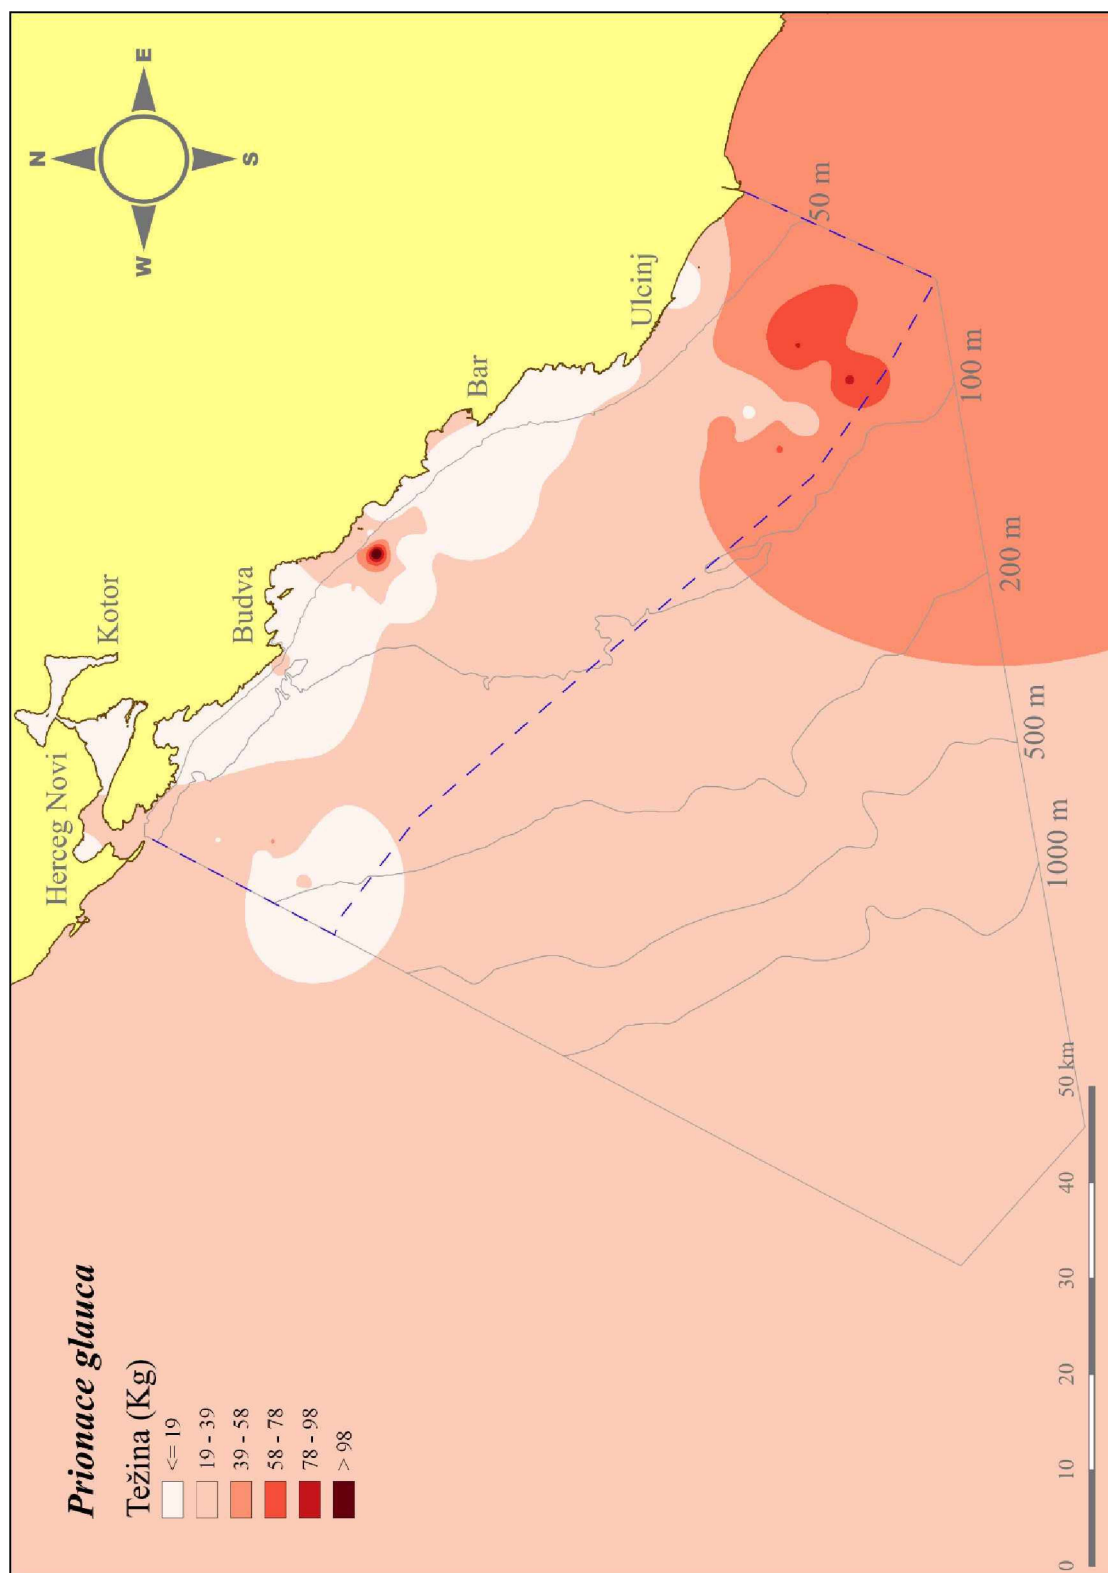 Prionace glauca
Težina (Kg)
<= 19
19 - 39
39 - 58
58 - 78
78 - 98
> 98
N
W
E
S
Herceg Novi
Kotor
Budva
Bar
Ulcinj
50 m
100 m
200 m
500 m
1000 m
0 10 20 30 40 50 km